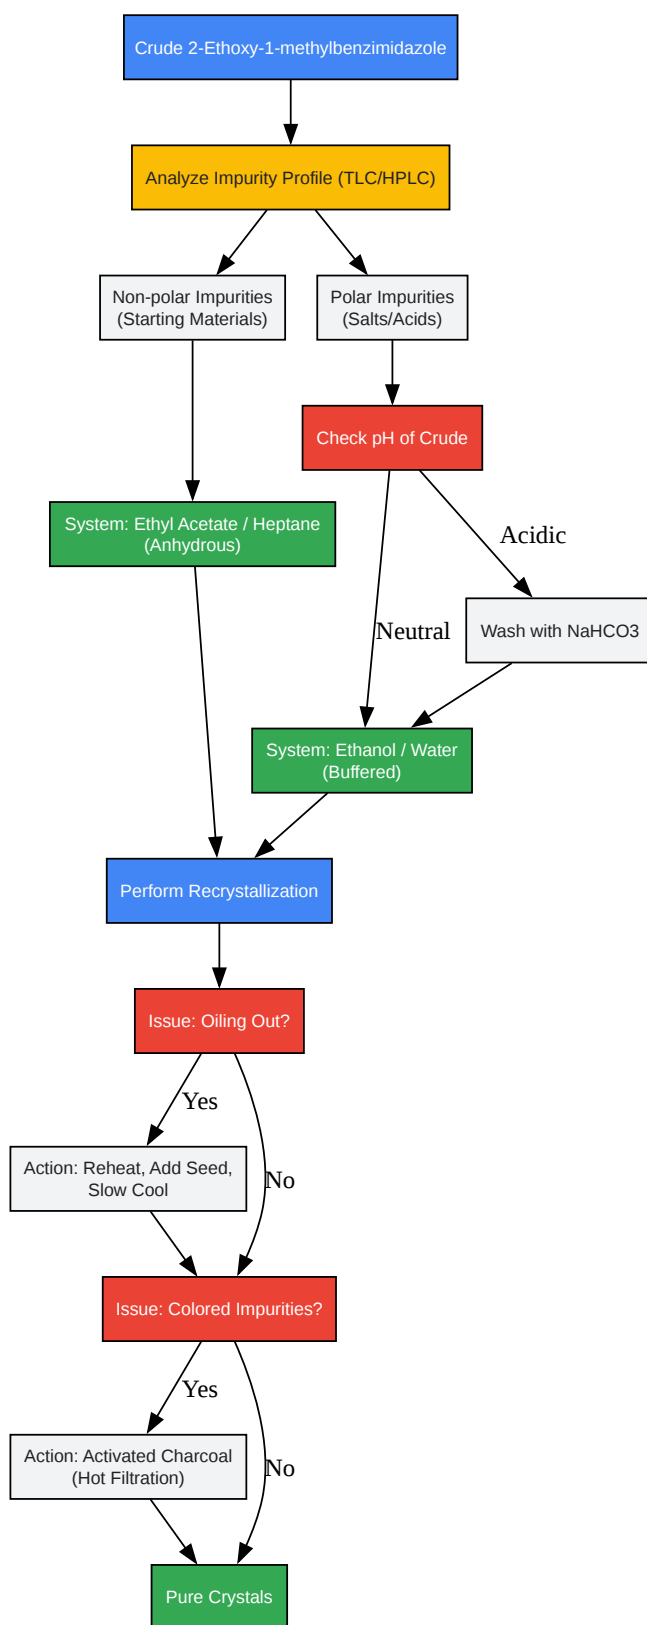 Crude 2-Ethoxy-1-methylbenzimidazole
Analyze Impurity Profile (TLC/HPLC)
Non-polar Impurities
(Starting Materials)
Polar Impurities
(Salts/Acids)
Check pH of Crude
System: Ethyl Acetate / Heptane
(Anhydrous)
Acidic
Neutral
Wash with NaHCO3
System: Ethanol / Water
(Buffered)
Perform Recrystallization
Issue: Oiling Out?
Yes
Action: Reheat, Add Seed,
Slow Cool
No
Issue: Colored Impurities?
Yes
Action: Activated Charcoal
(Hot Filtration)
No
Pure Crystals